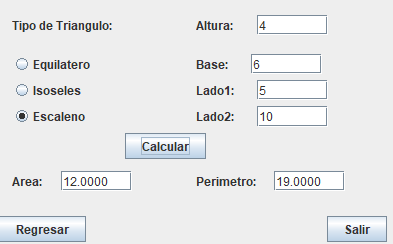 Tipo de Triangulo: Altura: 4
Equilatero Base: 6
Isoseles Lado1: 5
Escaleno Lado2: 10
Calcular
Area: 12.0000 Perimetro: 19.0000
Regresar Salir